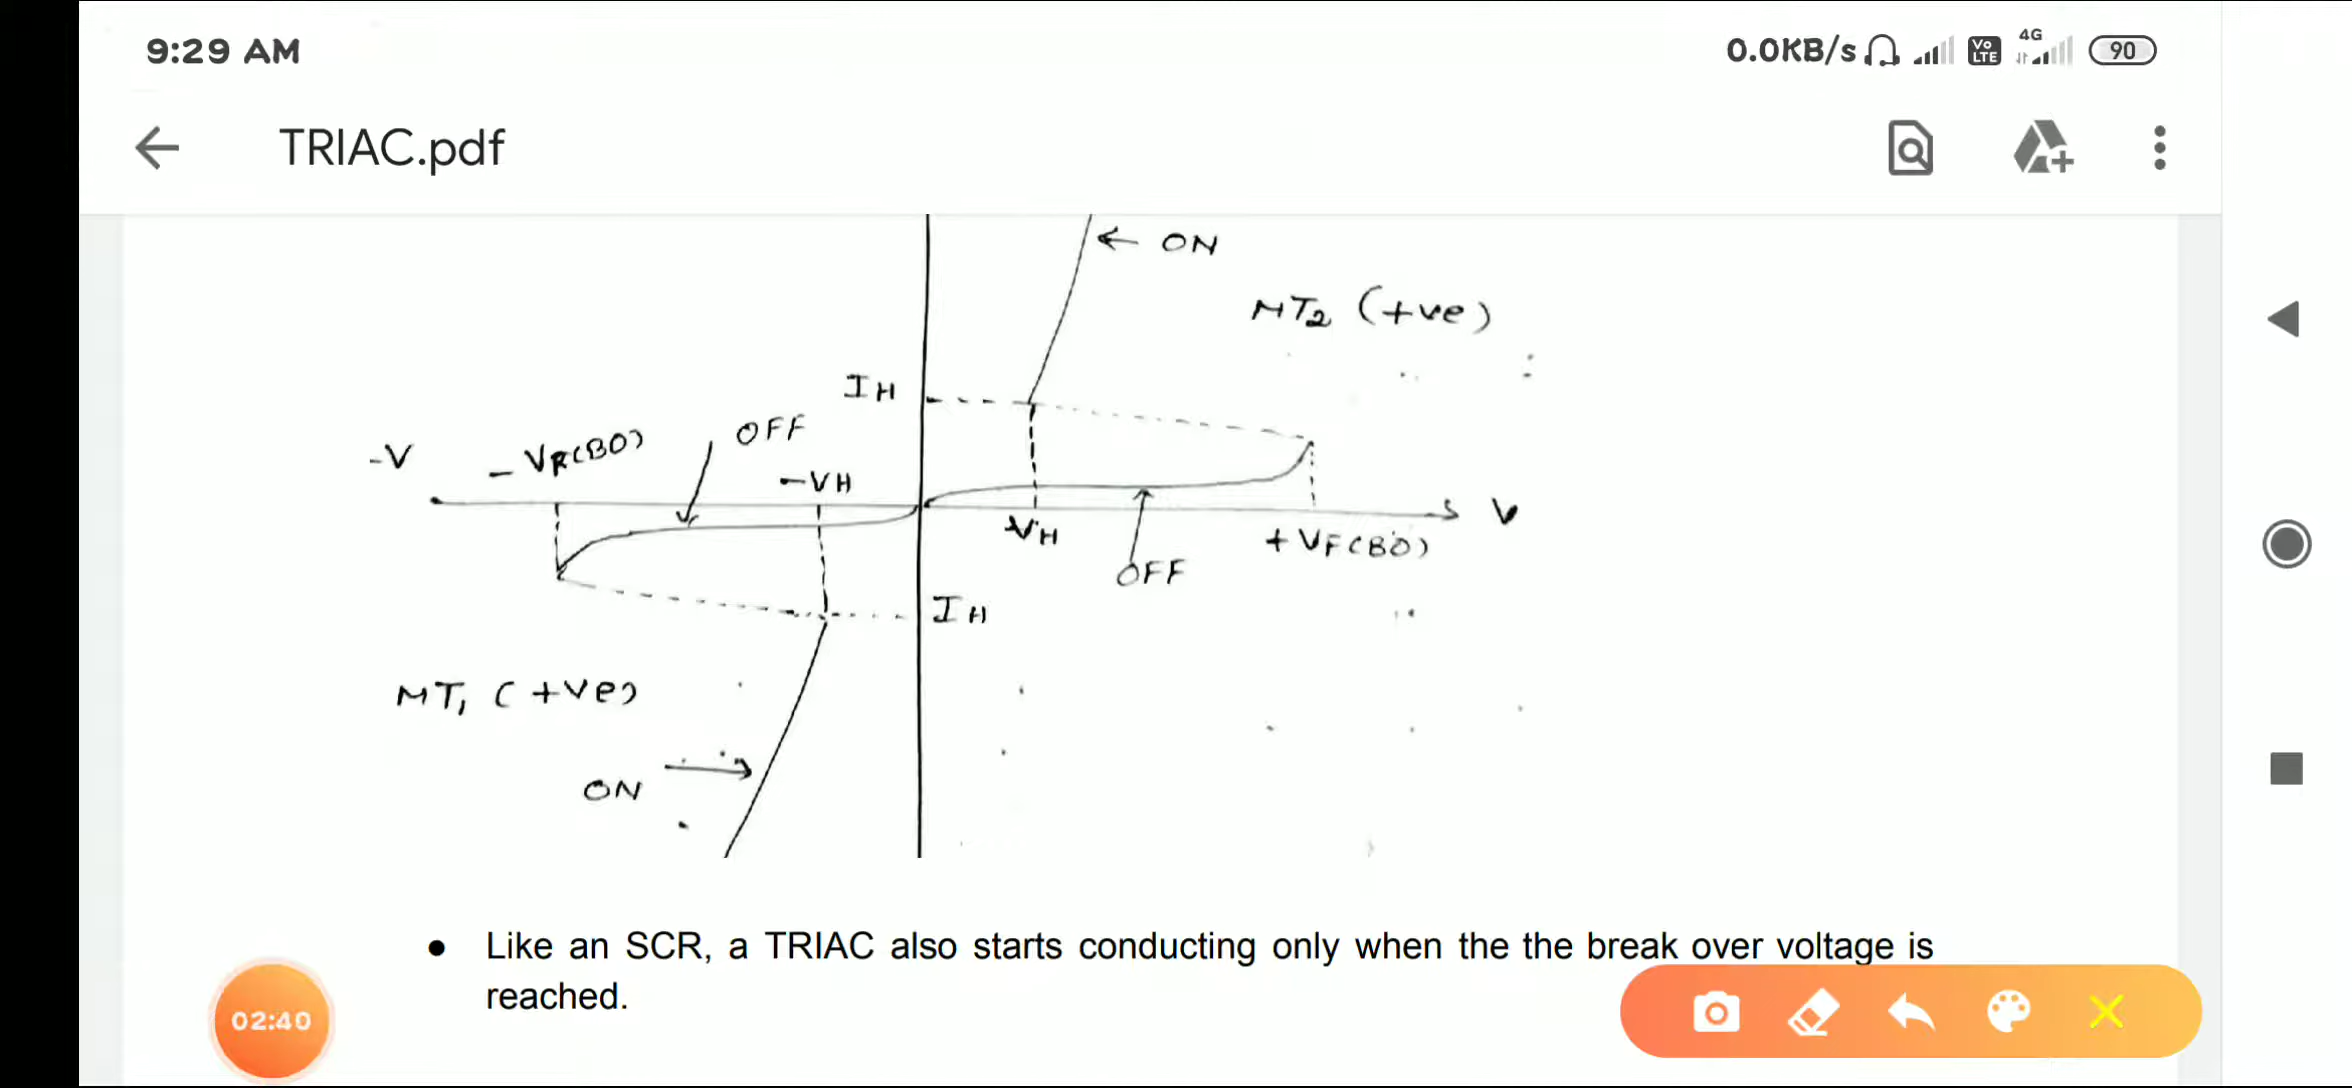 9:29 AM
0.0KB/s
Vo LTE
4G
90
TRIAC.pdf
← ON
MT2 (+ve)
IH
OFF
-V
- VR(BO)
-VH
V
VH
+ VF(BO)
OFF
IH
MT1 (+ve)
ON
● Like an SCR, a TRIAC also starts conducting only when the the break over voltage is
reached.
02:40